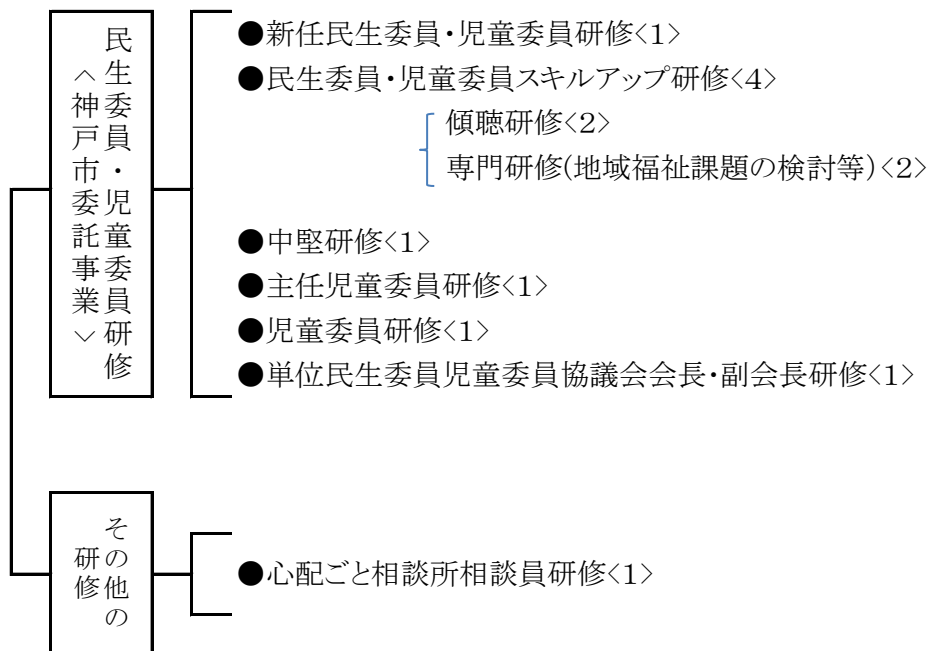 民生委員・児童委員研修
〈神戸市委託事業〉
●新任民生委員・児童委員研修<1>
●民生委員・児童委員スキルアップ研修<4>
傾聴研修<2>
専門研修(地域福祉課題の検討等)<2>
●中堅研修<1>
●主任児童委員研修<1>
●児童委員研修<1>
●単位民生委員児童委員協議会会長・副会長研修<1>
その他の
研修
●心配ごと相談所相談員研修<1>